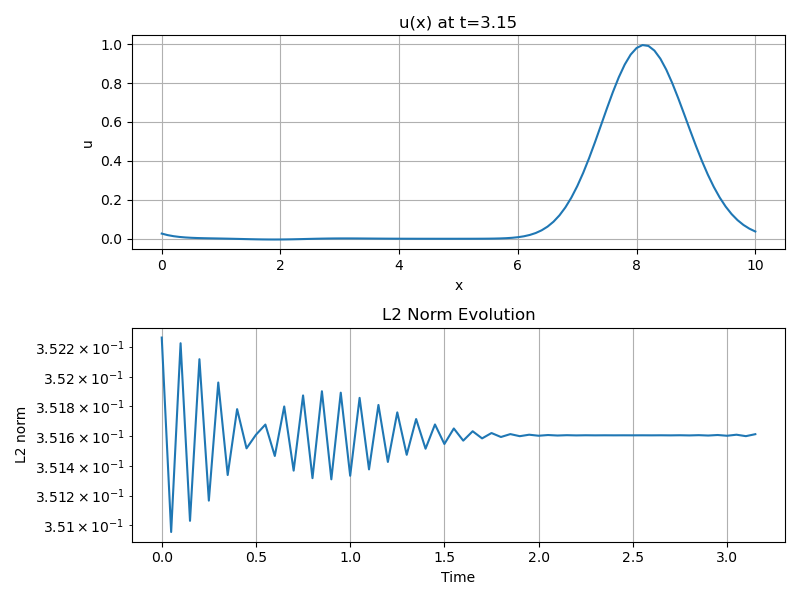 u(x) at t=3.15
u
1.0
0.8
0.6
0.4
0.2
0.0
0 2 4 6 8 10
x
L2 Norm Evolution
L2 norm
3.522 × 10⁻¹
3.52 × 10⁻¹
3.518 × 10⁻¹
3.516 × 10⁻¹
3.514 × 10⁻¹
3.512 × 10⁻¹
3.51 × 10⁻¹
0.0 0.5 1.0 1.5 2.0 2.5 3.0
Time